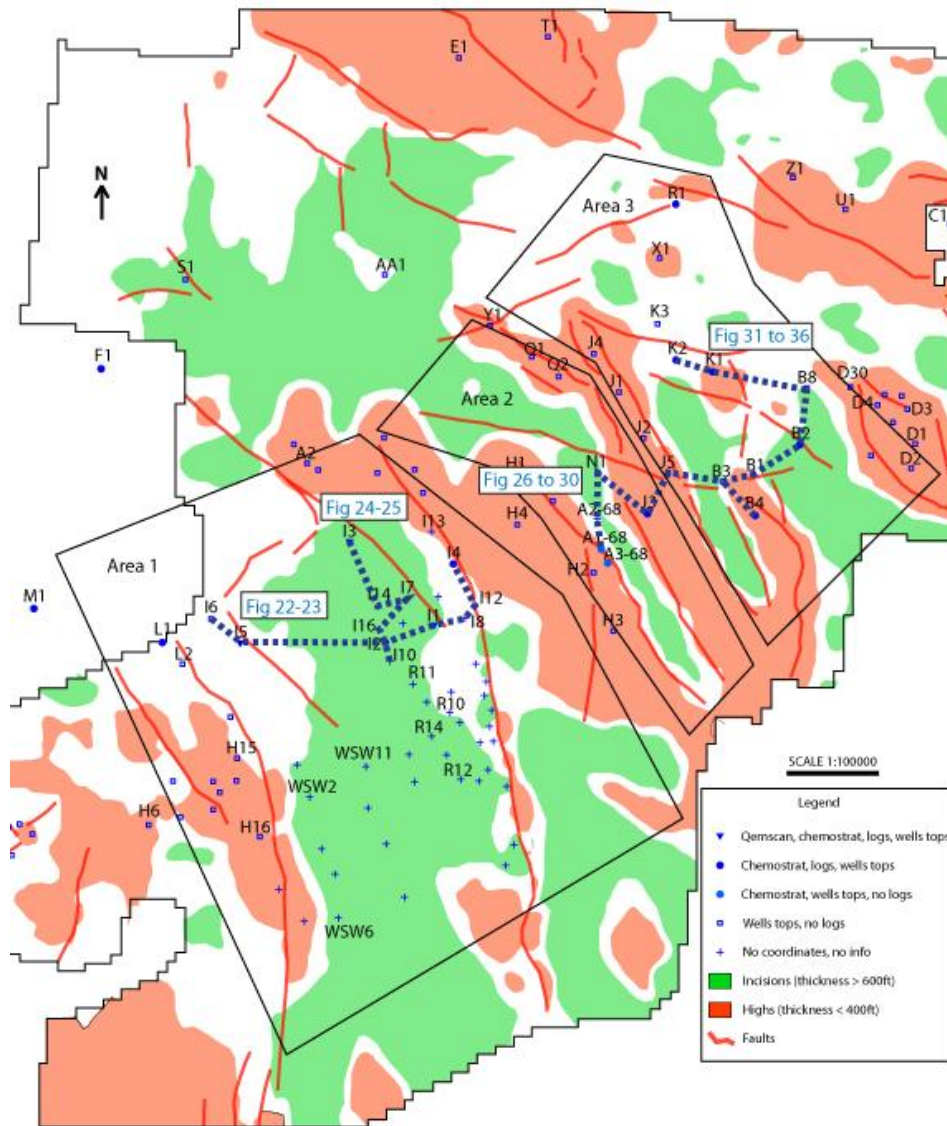 T1
E1
N
Z1
R1
U1
C1
Area 3
X1
S1
AA1
K3
Y1
Fig 31 to 36
F1
Q1
J4
K2
K1
Q2
D30
B8
Area 2
J1
D4
D3
J2
B2
D1
A2
H1
N1
J5
D2
Fig 26 to 30
B3
B1
Fig 24-25
A2-68
B4
I13
H4
I3
A1-68
A3-68
Area 1
I4
H2
I7
M1
I14
I12
I6
Fig 22-23
I16
I1
I8
H3
L1
I5
I2
I10
L2
R11
R10
R14
H15
WSW11
R12
WSW2
SCALE 1:100000
H6
H16
WSW6
Legend
Qemscan, chemostrat, logs, wells tops
Chemostrat, logs, wells tops
Chemostrat, wells tops, no logs
Wells tops, no logs
No coordinates, no info
Incisions (thickness > 600ft)
Highs (thickness < 400ft)
Faults